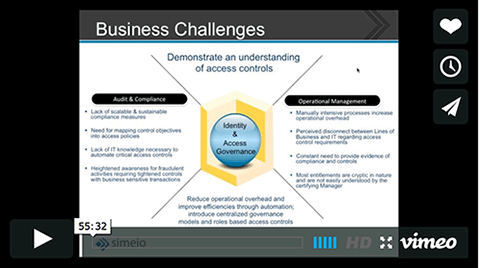 Business Challenges
Demonstrate an understanding
of access controls
Audit & Compliance
• Lack of scalable & sustainable
compliance measures
• Need for mapping control objectives
into access policies
• Lack of IT knowledge necessary to
automate critical access controls
• Heightened awareness for fraudulent
activities requiring tightened controls
with business sensitive transactions
Identity
&
Access
Governance
Operational Management
• Manually intensive processes increase
operational overhead
• Perceived disconnect between Lines of
Business and IT regarding access
control requirements
• Constant need to provide evidence of
compliance and controls
• Most entitlements are cryptic in nature
and are not easily understood by the
certifying Manager
Reduce operational overhead and
improve efficiencies through automation;
introduce centralized governance
models and roles based access controls
55:32
simeio
HD
vimeo